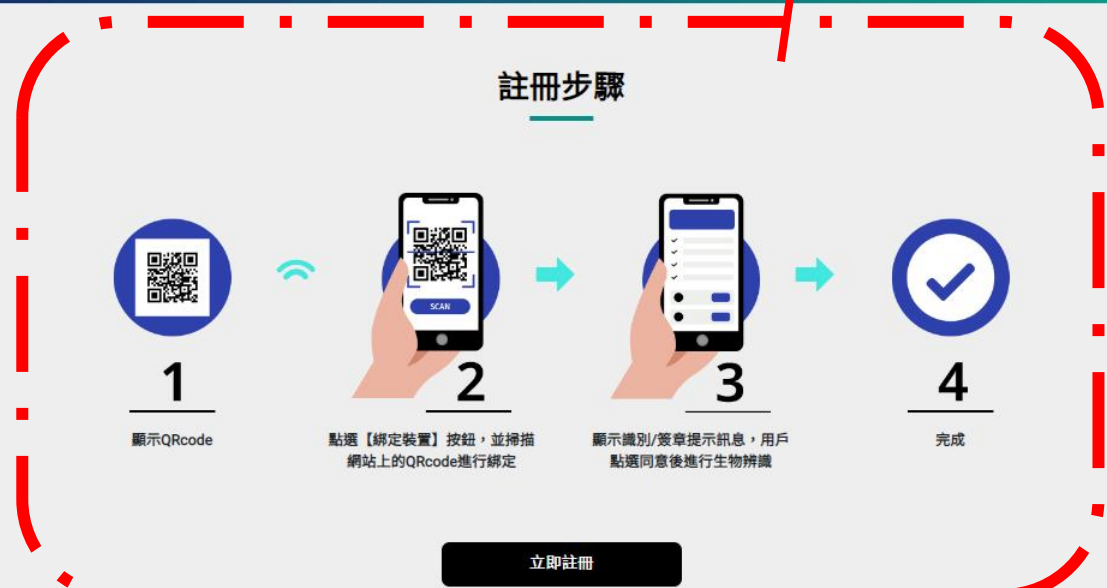 註冊步驟
SCAN
1
2
3
4
顯示QRcode
點選【綁定裝置】按鈕，並掃描
網站上的QRcode進行綁定
顯示識別/簽章提示訊息，用戶
點選同意後進行生物辨識
完成
立即註冊